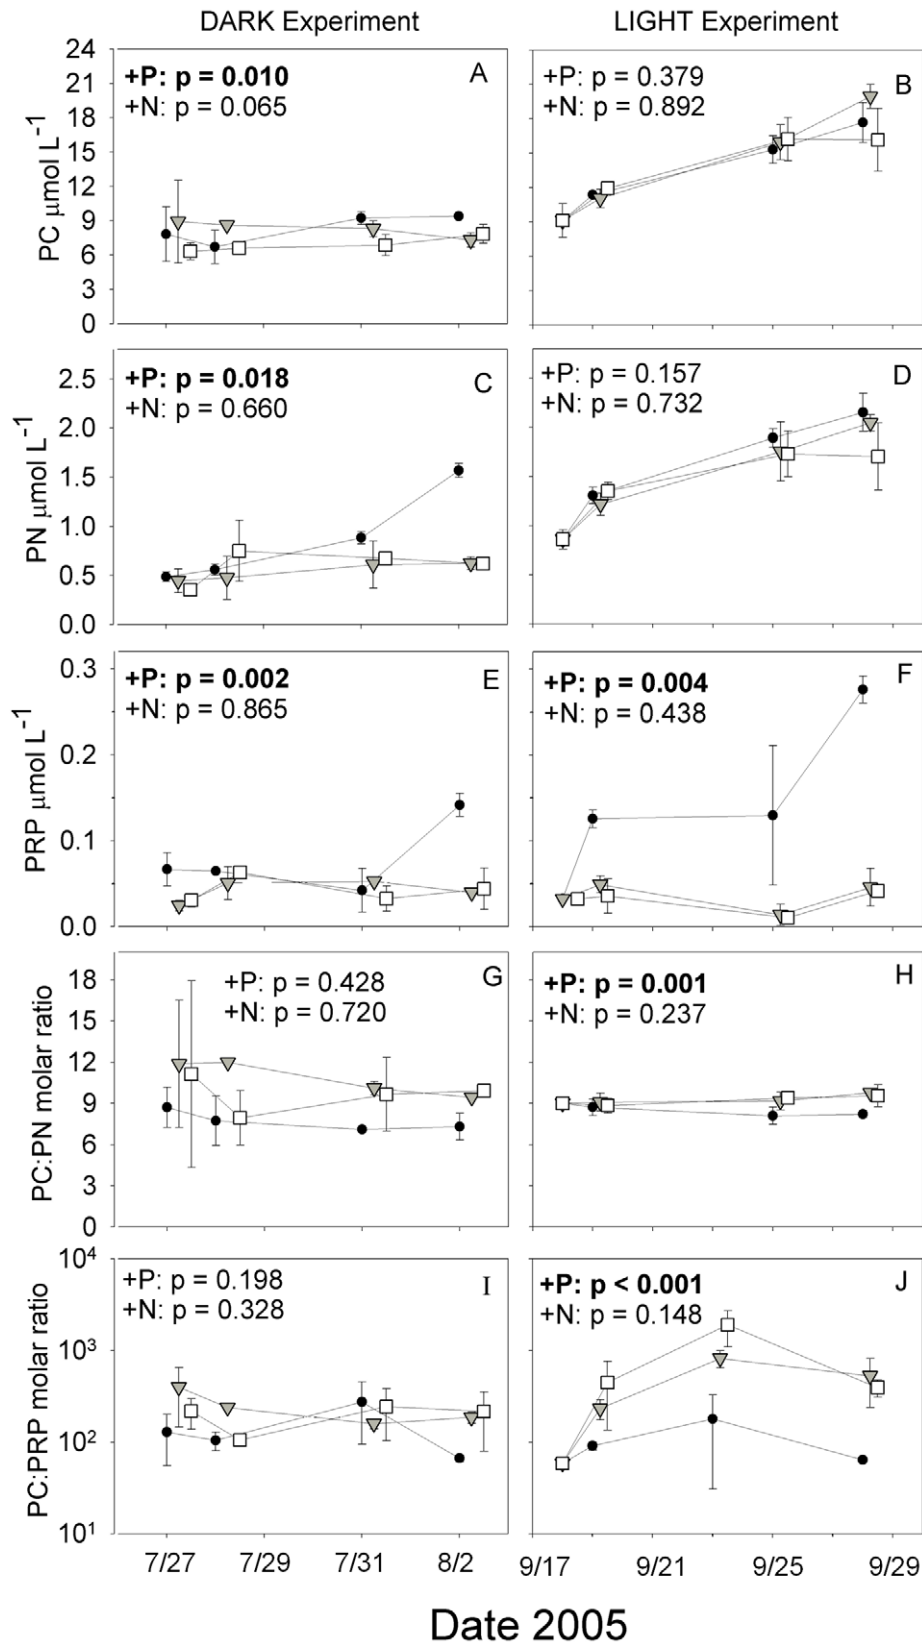 DARK Experiment
LIGHT Experiment
24
21
18
15
12
9
6
3
0
PC μmol L⁻¹
+P: p = 0.010
+N: p = 0.065
A
+P: p = 0.379
+N: p = 0.892
B
2.5
2.0
1.5
1.0
0.5
0.0
PN μmol L⁻¹
+P: p = 0.018
+N: p = 0.660
C
+P: p = 0.157
+N: p = 0.732
D
0.3
0.2
0.1
0.0
PRP μmol L⁻¹
+P: p = 0.002
+N: p = 0.865
E
+P: p = 0.004
+N: p = 0.438
F
18
15
12
9
6
3
0
PC:PN molar ratio
+P: p = 0.428
+N: p = 0.720
G
+P: p = 0.001
+N: p = 0.237
H
10⁴
10³
10²
10¹
PC:PRP molar ratio
+P: p = 0.198
+N: p = 0.328
I
+P: p < 0.001
+N: p = 0.148
J
7/27 7/29 7/31 8/2
9/17 9/21 9/25 9/29
Date 2005